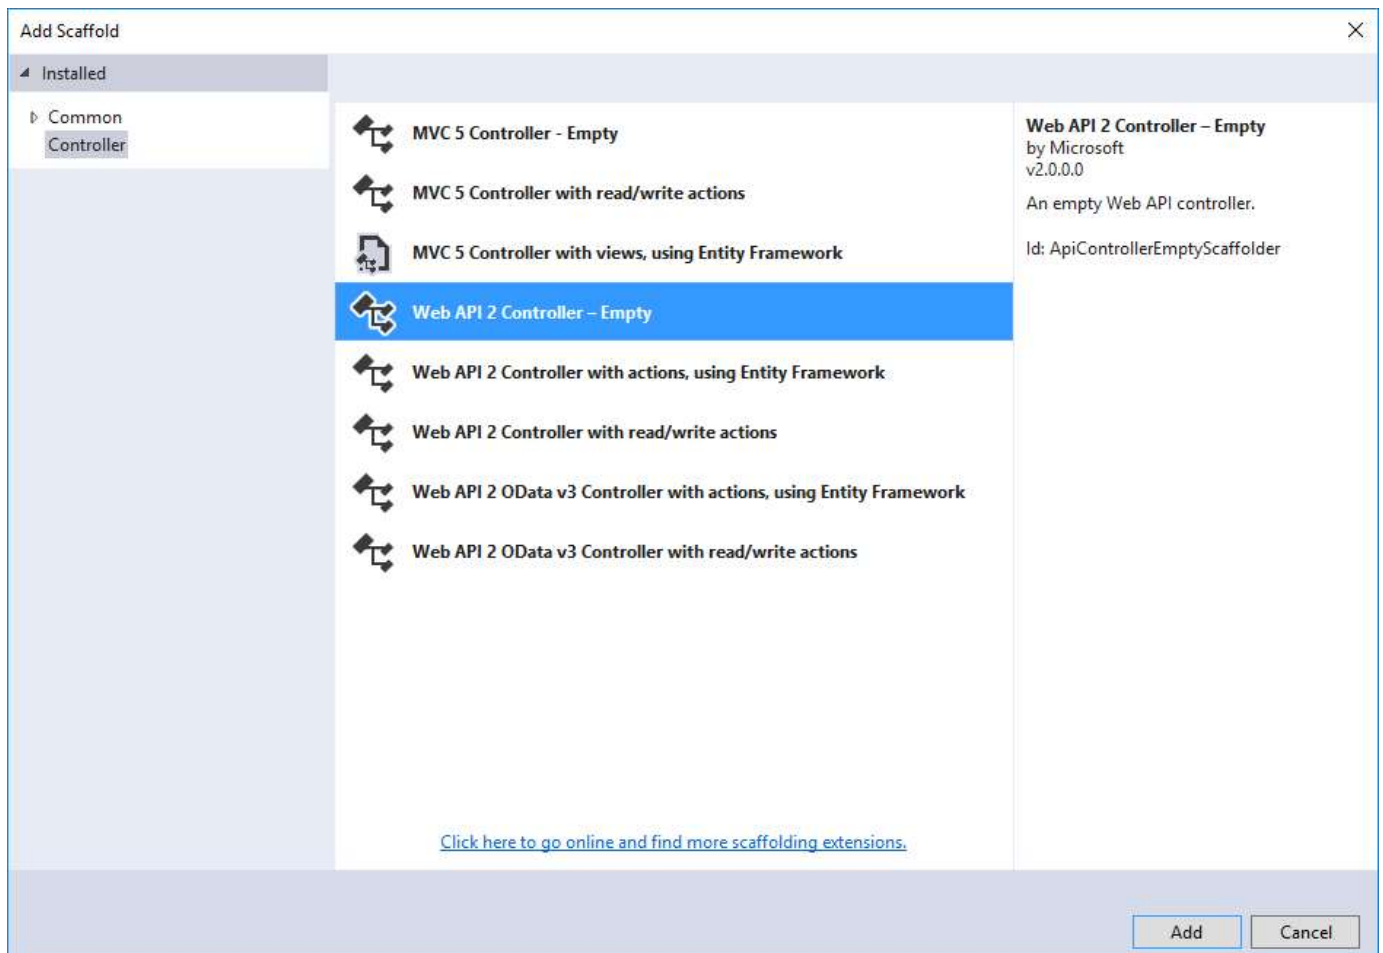 Add Scaffold
Installed
Common
Controller
MVC 5 Controller - Empty
MVC 5 Controller with read/write actions
MVC 5 Controller with views, using Entity Framework
Web API 2 Controller – Empty
Web API 2 Controller with actions, using Entity Framework
Web API 2 Controller with read/write actions
Web API 2 OData v3 Controller with actions, using Entity Framework
Web API 2 OData v3 Controller with read/write actions
Click here to go online and find more scaffolding extensions.
Web API 2 Controller – Empty
by Microsoft
v2.0.0.0
An empty Web API controller.
Id: ApiControllerEmptyScaffolder
Add
Cancel